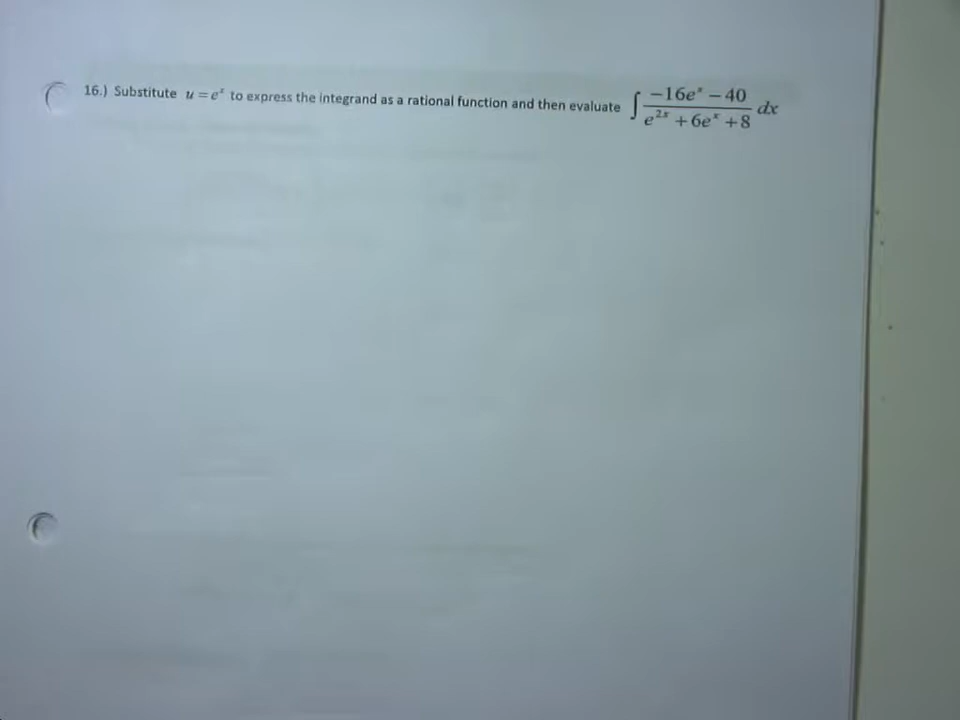 16.) Substitute u = e^x to express the integrand as a rational function and then evaluate ∫ (-16e^x - 40)/(e^{2x} + 6e^x + 8) dx